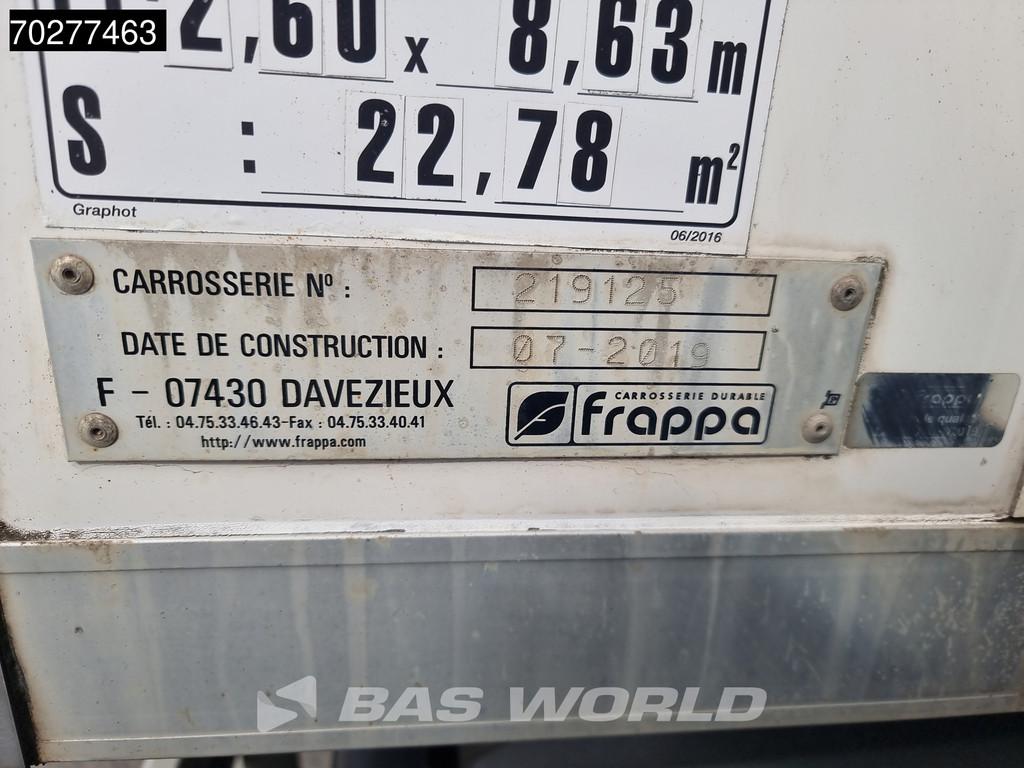 70277463
2,60 x 8,63 m
S : 22,78 m²
Graphot
06/2016
CARROSSERIE Nº : 219125
DATE DE CONSTRUCTION : 07-2019
F - 07430 DAVEZIEUX
Tél. : 04.75.33.46.43-Fax : 04.75.33.40.41
http://www.frappa.com
CARROSSERIE DURABLE
frappa
BAS WORLD